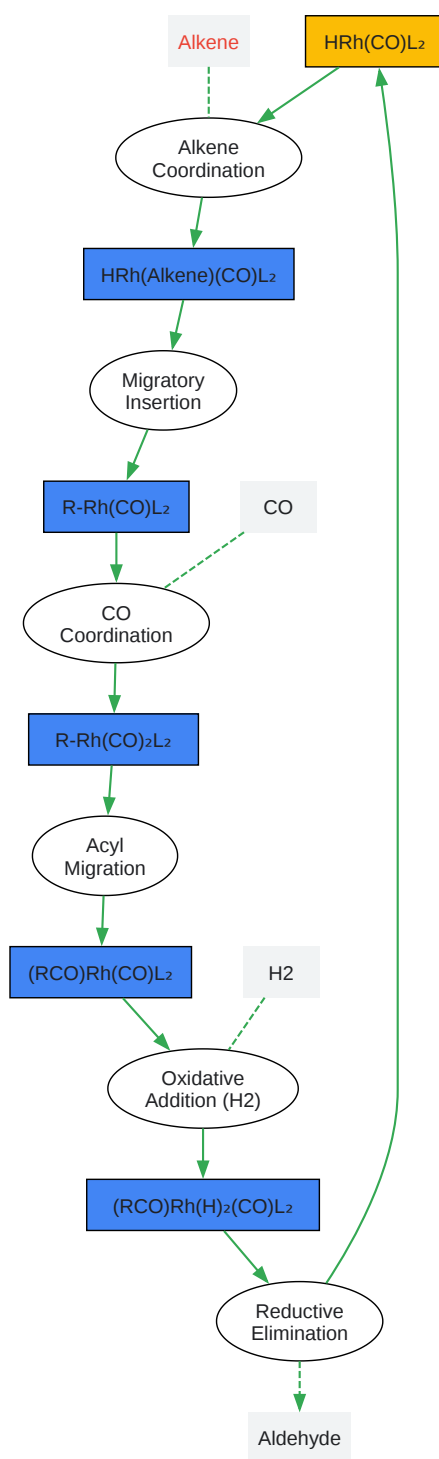 Alkene
HRh(CO)L₂
Alkene
Coordination
HRh(Alkene)(CO)L₂
Migratory
Insertion
R-Rh(CO)L₂
CO
CO
Coordination
R-Rh(CO)₂L₂
Acyl
Migration
(RCO)Rh(CO)L₂
H2
Oxidative
Addition (H2)
(RCO)Rh(H)₂(CO)L₂
Reductive
Elimination
Aldehyde